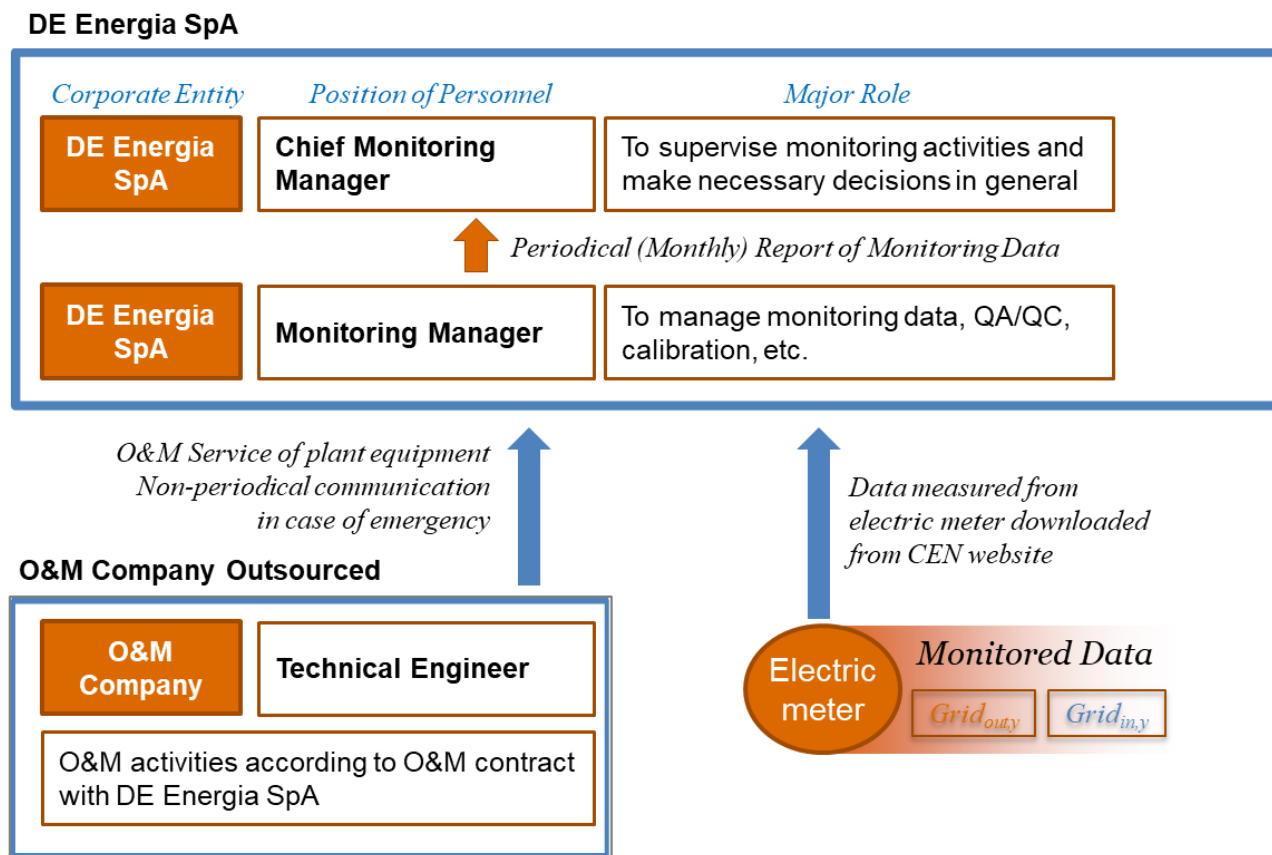 DE Energia SpA
Corporate Entity
Position of Personnel
Major Role
DE Energia
SpA
Chief Monitoring
Manager
To supervise monitoring activities and
make necessary decisions in general
Periodical (Monthly) Report of Monitoring Data
DE Energia
SpA
Monitoring Manager
To manage monitoring data, QA/QC,
calibration, etc.
O&M Service of plant equipment
Non-periodical communication
in case of emergency
Data measured from
electric meter downloaded
from CEN website
O&M Company Outsourced
O&M
Company
Technical Engineer
O&M activities according to O&M contract
with DE Energia SpA
Electric
meter
Monitored Data
Grid_out,y
Grid_in,y